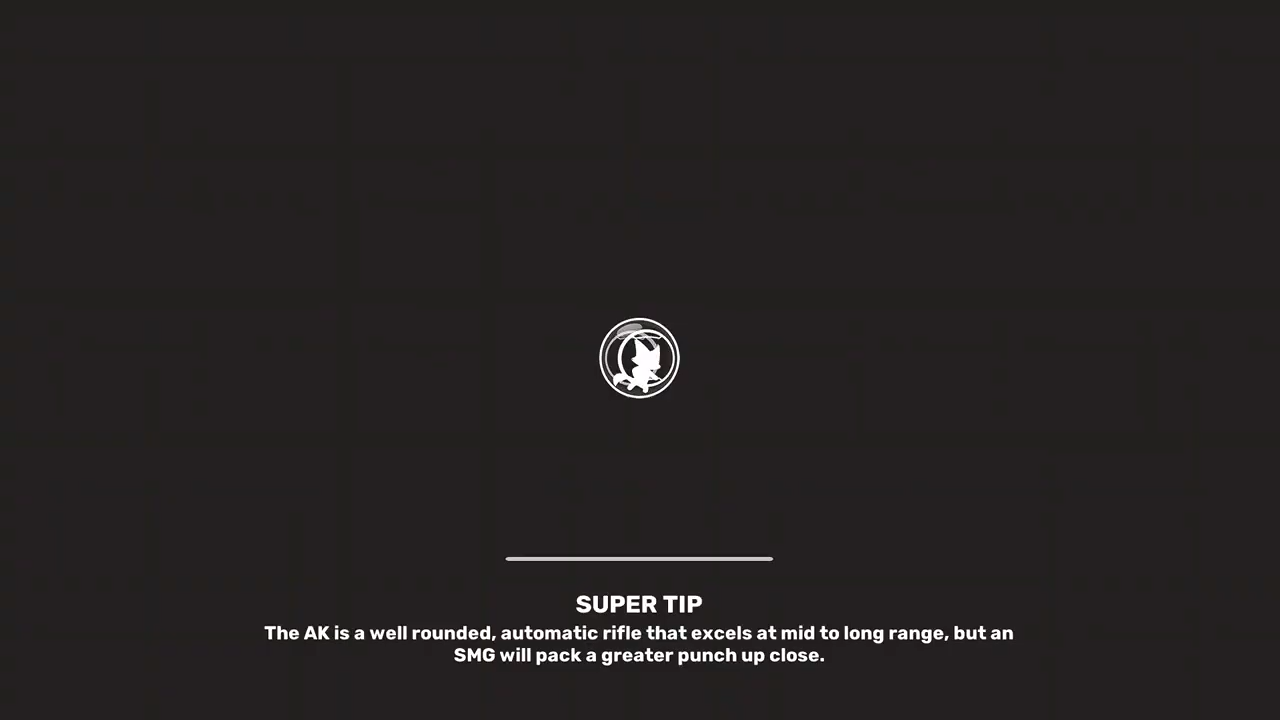 SUPER TIP
The AK is a well rounded, automatic rifle that excels at mid to long range, but an
SMG will pack a greater punch up close.